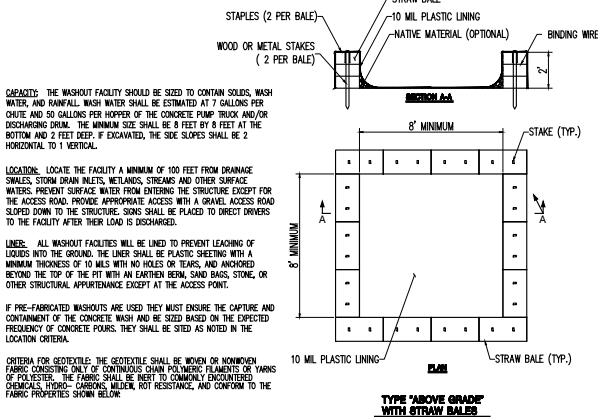 STRAW BALE
STAPLES (2 PER BALE)
10 MIL PLASTIC LINING
NATIVE MATERIAL (OPTIONAL)
BINDING WIRE
WOOD OR METAL STAKES
( 2 PER BALE)
2'
SECTION A-A
CAPACITY: THE WASHOUT FACILITY SHOULD BE SIZED TO CONTAIN SOLIDS, WASH
WATER, AND RAINFALL. WASH WATER SHALL BE ESTIMATED AT 7 GALLONS PER
CHUTE AND 50 GALLONS PER HOPPER OF THE CONCRETE PUMP TRUCK AND/OR
DISCHARGING DRUM. THE MINIMUM SIZE SHALL BE 8 FEET BY 8 FEET AT THE
BOTTOM AND 2 FEET DEEP. IF EXCAVATED, THE SIDE SLOPES SHALL BE 2
HORIZONTAL TO 1 VERTICAL.
LOCATION: LOCATE THE FACILITY A MINIMUM OF 100 FEET FROM DRAINAGE
SWALES, STORM DRAIN INLETS, WETLANDS, STREAMS AND OTHER SURFACE
WATERS. PREVENT SURFACE WATER FROM ENTERING THE STRUCTURE EXCEPT FOR
THE ACCESS ROAD. PROVIDE APPROPRIATE ACCESS WITH A GRAVEL ACCESS ROAD
SLOPED DOWN TO THE STRUCTURE. SIGNS SHALL BE PLACED TO DIRECT DRIVERS
TO THE FACILITY AFTER THEIR LOAD IS DISCHARGED.
LINER: ALL WASHOUT FACILITIES WILL BE LINED TO PREVENT LEACHING OF
LIQUIDS INTO THE GROUND. THE LINER SHALL BE PLASTIC SHEETING WITH A
MINIMUM THICKNESS OF 10 MILS WITH NO HOLES OR TEARS, AND ANCHORED
BEYOND THE TOP OF THE PIT WITH AN EARTHEN BERM, SAND BAGS, STONE, OR
OTHER STRUCTURAL APPURTENANCE EXCEPT AT THE ACCESS POINT.
IF PRE-FABRICATED WASHOUTS ARE USED THEY MUST ENSURE THE CAPTURE AND
CONTAINMENT OF THE CONCRETE WASH AND BE SIZED BASED ON THE EXPECTED
FREQUENCY OF CONCRETE POURS. THEY SHALL BE SITED AS NOTED IN THE
LOCATION CRITERIA.
CRITERIA FOR GEOTEXTILE: THE GEOTEXTILE SHALL BE WOVEN OR NONWOVEN
FABRIC CONSISTING ONLY OF CONTINUOUS CHAIN POLYMERIC FILAMENTS OR YARNS
OF POLYESTER. THE FABRIC SHALL BE INERT TO COMMONLY ENCOUNTERED
CHEMICALS, HYDRO- CARBONS, MILDEW, ROT RESISTANCE, AND CONFORM TO THE
FABRIC PROPERTIES SHOWN BELOW:
8' MINIMUM
STAKE (TYP.)
A
A
8' MINIMUM
10 MIL PLASTIC LINING
STRAW BALE (TYP.)
PLAN
TYPE "ABOVE GRADE"
WITH STRAW BALES